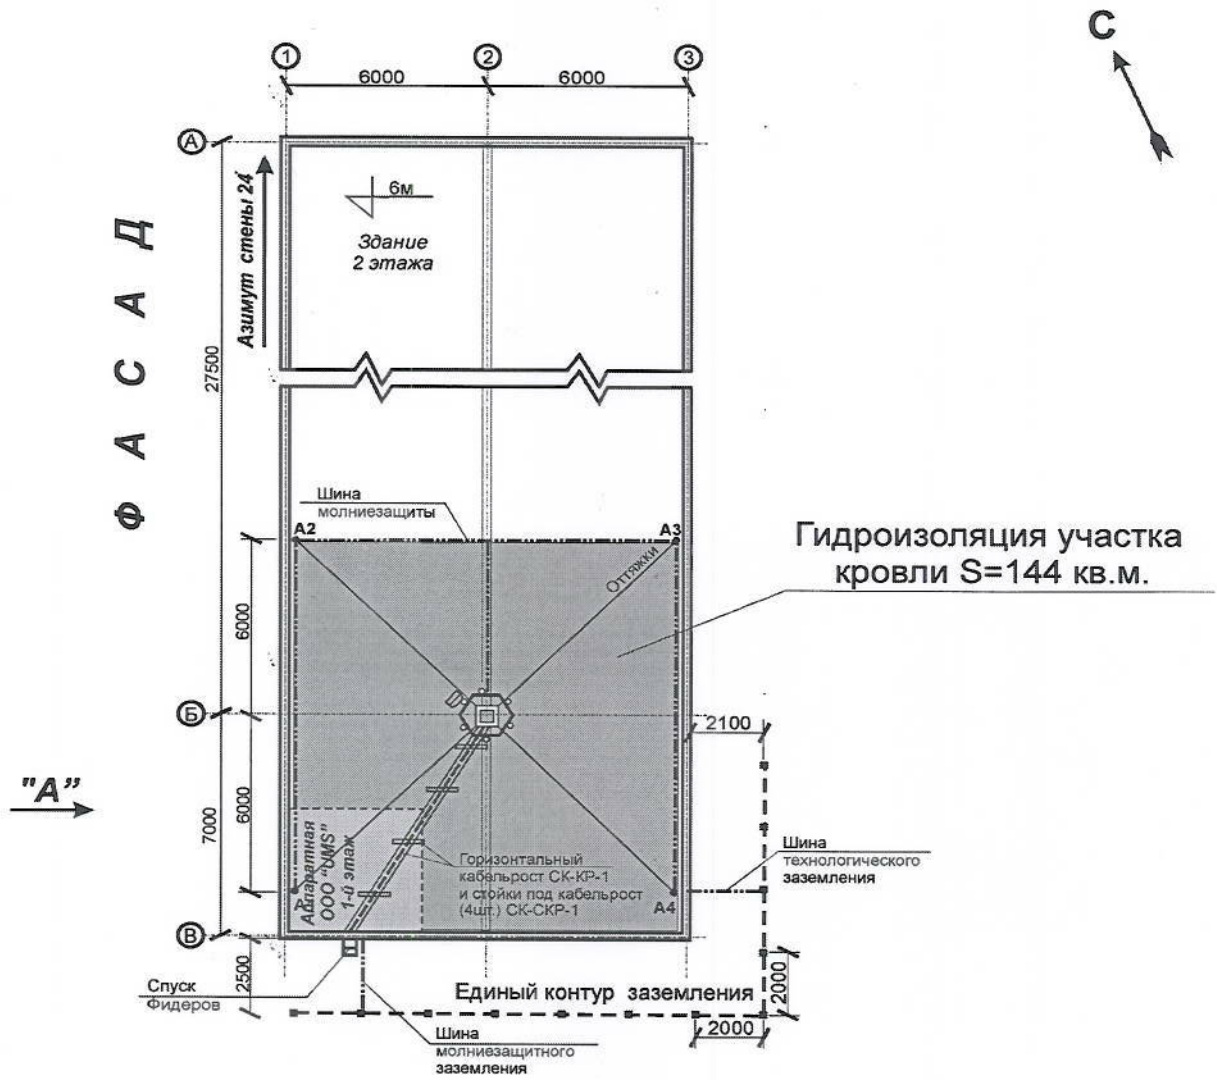 С
1
2
3
6000
6000
А
6м
Здание
2 этажа
Азимут стены 24°
ФАСАД
27500
Шина
молниезащиты
А2
А3
Оттяжки
Гидроизоляция участка
кровли S=144 кв.м.
6000
Б
2100
"А"
7000
6000
Аппаратная
ООО "UMS"
1-й этаж
Горизонтальный
кабельрост СК-КР-1
и стойки под кабельрост
(4шт.) СК-СКР-1
А4
Шина
технологического
заземления
В
2500
Спуск
Фидеров
Единый контур заземления
2000
2000
Шина
молниезащитного
заземления